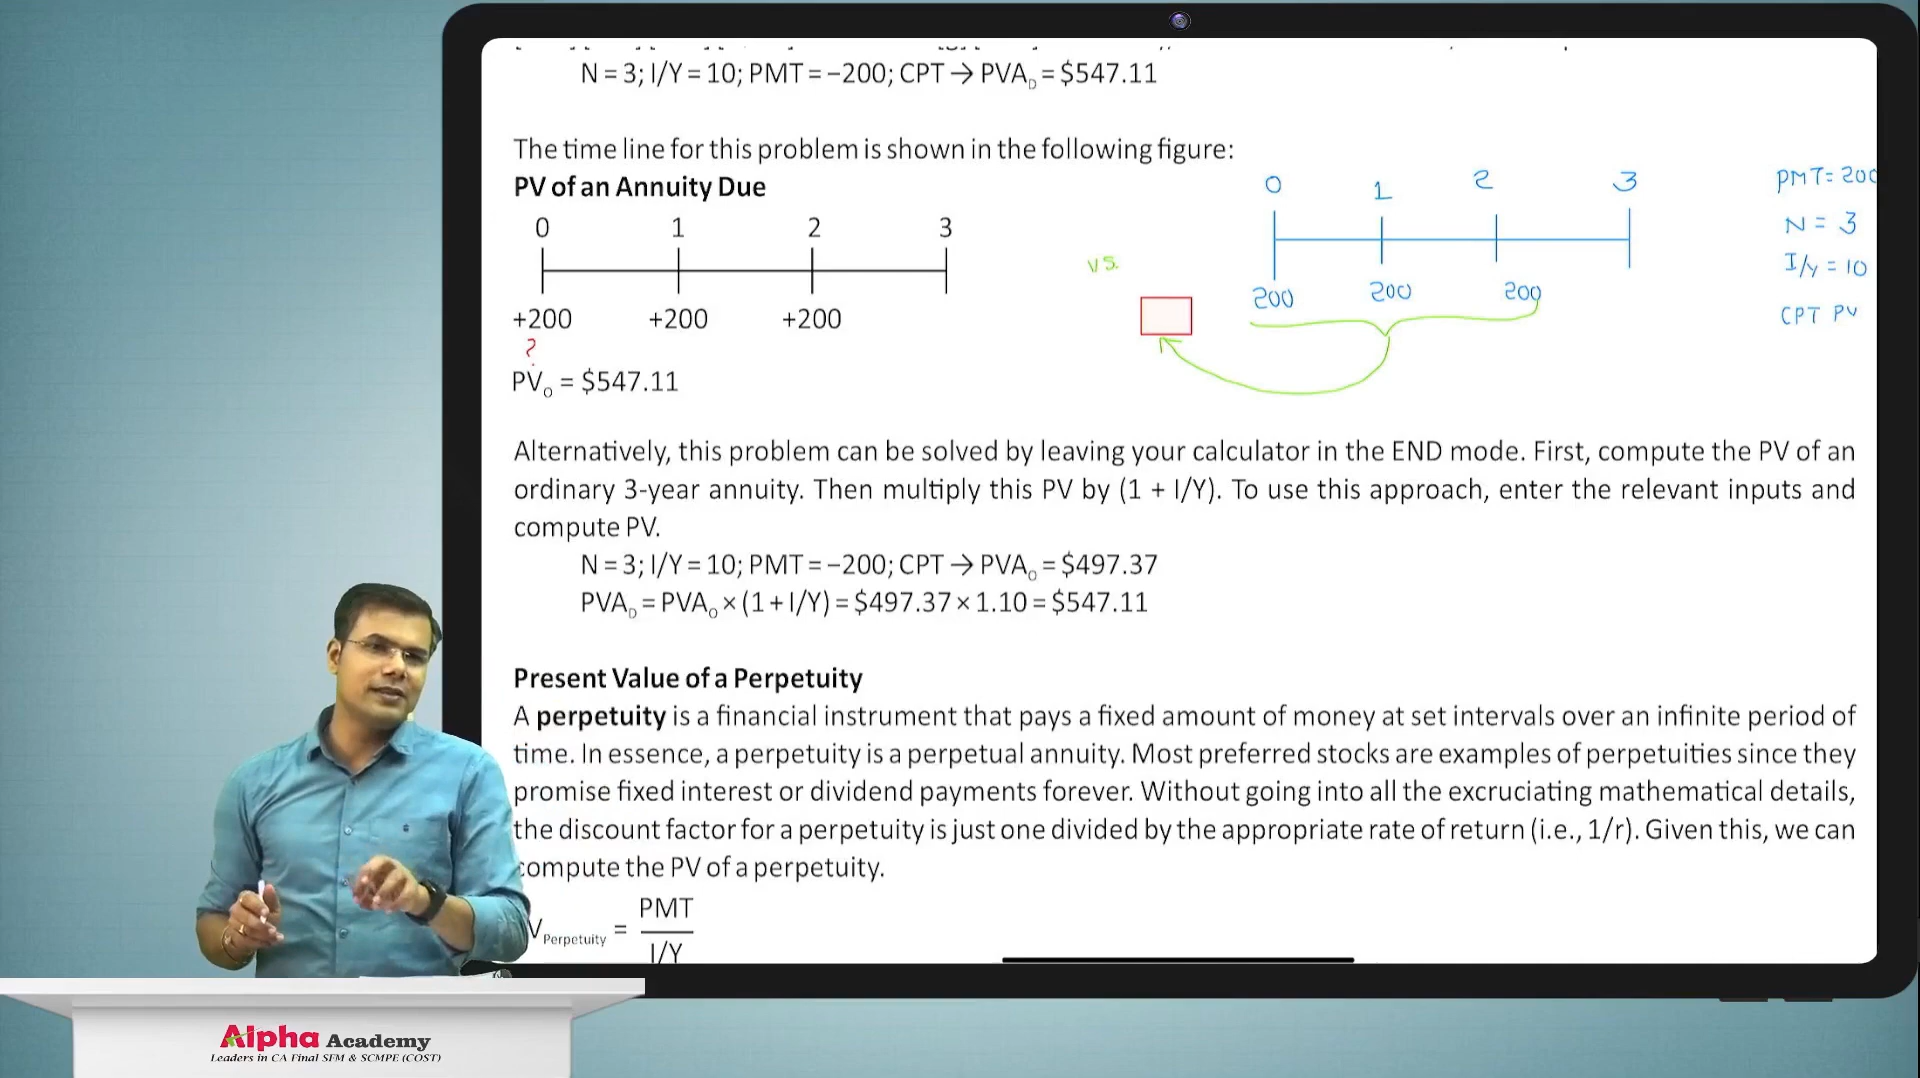 N = 3; I/Y = 10; PMT = −200; CPT → PVA_D = $547.11
The time line for this problem is shown in the following figure:
PV of an Annuity Due
0 1 2 3
+200 +200 +200
?
PV_O = $547.11
vs.
0 1 2 3
200 200 200
PMT = 200
N = 3
I/Y = 10
CPT PV
Alternatively, this problem can be solved by leaving your calculator in the END mode. First, compute the PV of an
ordinary 3-year annuity. Then multiply this PV by (1 + I/Y). To use this approach, enter the relevant inputs and
compute PV.
N = 3; I/Y = 10; PMT = −200; CPT → PVA_O = $497.37
PVA_D = PVA_O × (1 + I/Y) = $497.37 × 1.10 = $547.11
Present Value of a Perpetuity
A perpetuity is a financial instrument that pays a fixed amount of money at set intervals over an infinite period of
time. In essence, a perpetuity is a perpetual annuity. Most preferred stocks are examples of perpetuities since they
promise fixed interest or dividend payments forever. Without going into all the excruciating mathematical details,
the discount factor for a perpetuity is just one divided by the appropriate rate of return (i.e., 1/r). Given this, we can
compute the PV of a perpetuity.
V_Perpetuity = PMT
I/Y
Alpha Academy
Leaders in CA Final SFM & SCMPE (COST)